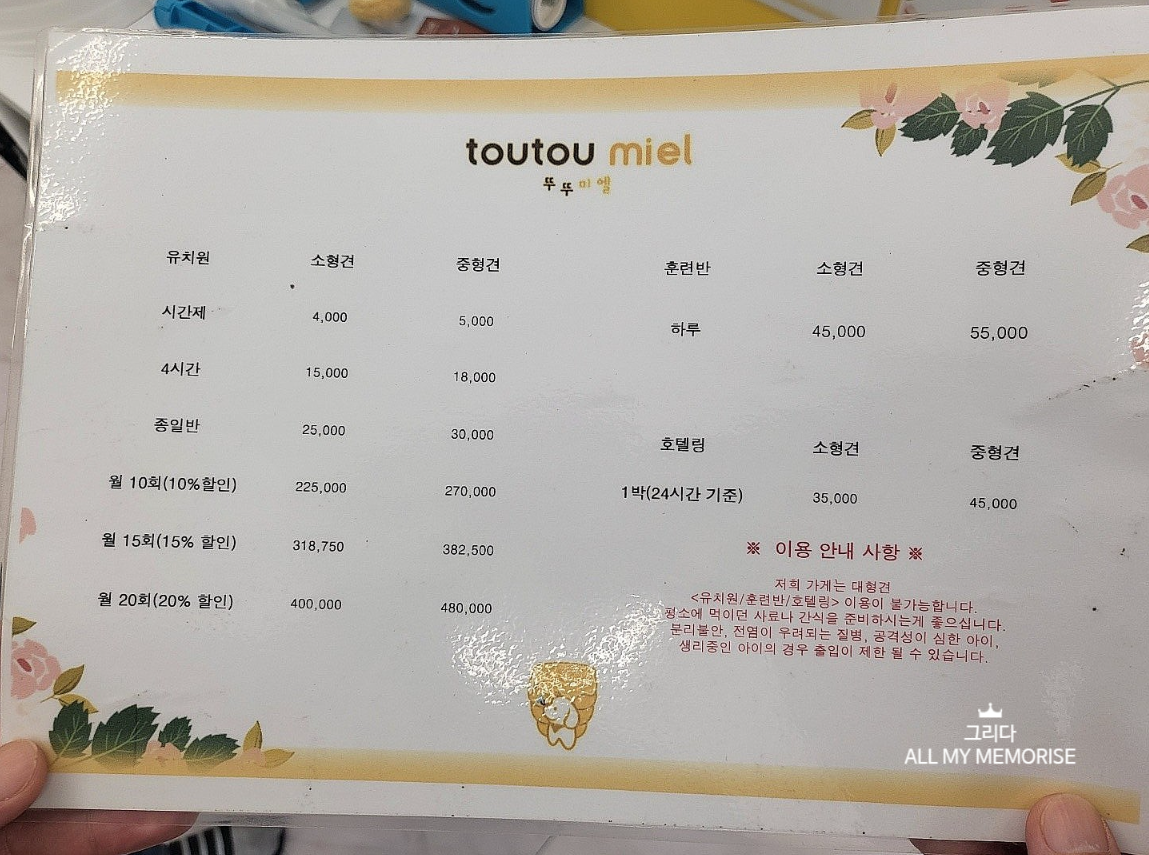 toutou miel
뚜뚜미엘
유치원 소형견 중형견
시간제 4,000 5,000
4시간 15,000 18,000
종일반 25,000 30,000
월 10회(10%할인) 225,000 270,000
월 15회(15% 할인) 318,750 382,500
월 20회(20% 할인) 400,000 480,000
훈련반 소형견 중형견
하루 45,000 55,000
호텔링 소형견 중형견
1박(24시간 기준) 35,000 45,000
※ 이용 안내 사항 ※
저희 가게는 대형견
<유치원/훈련반/호텔링> 이용이 불가능합니다.
평소에 먹이던 사료나 간식을 준비하시는게 좋으십니다.
분리불안, 전염이 우려되는 질병, 공격성이 심한 아이,
생리중인 아이의 경우 출입이 제한 될 수 있습니다.
그리다
ALL MY MEMORISE